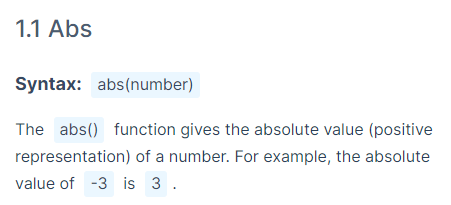 1.1 Abs
Syntax: abs(number)
The abs() function gives the absolute value (positive
representation) of a number. For example, the absolute
value of -3 is 3 .